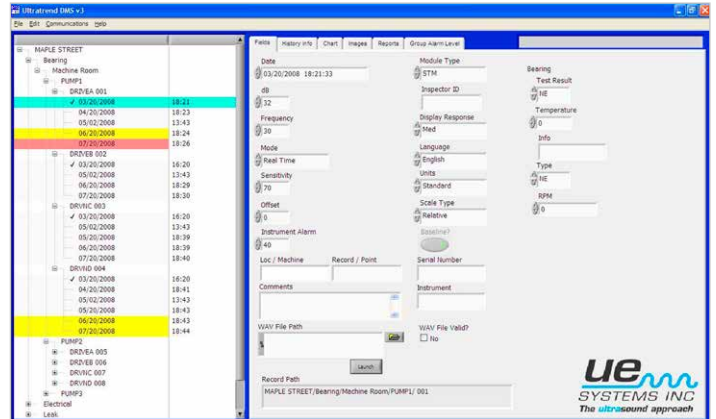 Ultratrend DMS v3
File Edit Communications Help
MAPLE STREET
Bearing
Machine Room
PUMP1
DRIVEA 001
✓ 03/20/2008 18:21
04/20/2008 18:23
05/02/2008 13:43
06/20/2008 18:24
07/20/2008 18:26
DRIVEB 002
✓ 03/20/2008 16:20
05/02/2008 13:43
06/20/2008 18:29
07/20/2008 18:30
DRVNC 003
✓ 03/20/2008 16:20
05/02/2008 13:43
05/20/2008 18:39
06/20/2008 18:39
07/20/2008 18:40
DRVND 004
✓ 03/20/2008 16:20
04/20/2008 18:41
05/02/2008 13:43
05/20/2008 18:43
06/20/2008 18:43
07/20/2008 18:44
PUMP2
DRIVEA 005
DRIVEB 006
DRVNC 007
DRVND 008
PUMP3
Electrical
Leak
Fields History Info Chart Images Reports Group Alarm Level
Date
03/20/2008 18:21:33
dB
32
Frequency
30
Mode
Real Time
Sensitivity
70
Offset
0
Instrument Alarm
40
Loc / Machine Record / Point
Comments
WAV File Path
Launch
Record Path
MAPLE STREET/Bearing/Machine Room/PUMP1/ 001
Module Type
STM
Inspector ID
Display Response
Med
Language
English
Units
Standard
Scale Type
Relative
Baseline?
Serial Number
Instrument
WAV File Valid?
No
Bearing
Test Result
NE
Temperature
0
Info
Type
NE
RPM
0
ue
SYSTEMS INC
The ultrasound approach